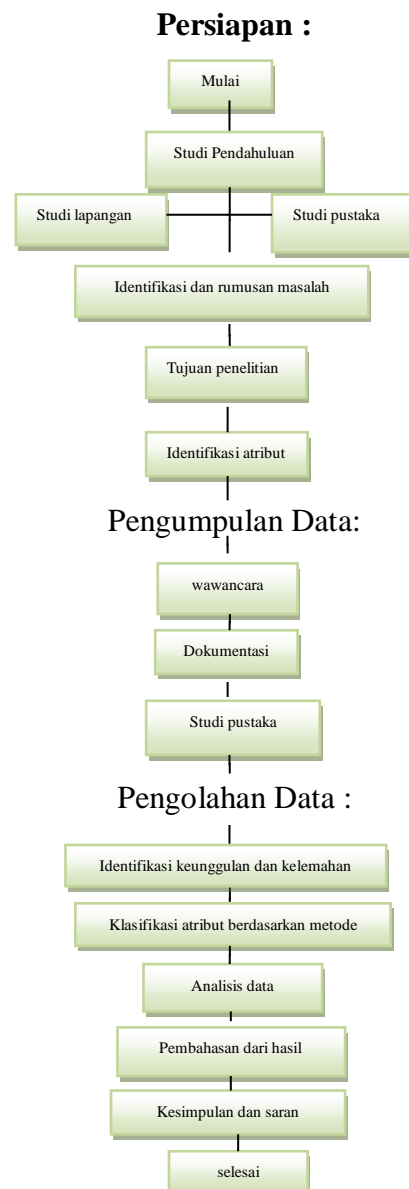 Persiapan :
Mulai
Studi Pendahuluan
Studi lapangan
Studi pustaka
Identifikasi dan rumusan masalah
Tujuan penelitian
Identifikasi atribut
Pengumpulan Data:
wawancara
Dokumentasi
Studi pustaka
Pengolahan Data :
Identifikasi keunggulan dan kelemahan
Klasifikasi atribut berdasarkan metode
Analisis data
Pembahasan dari hasil
Kesimpulan dan saran
selesai